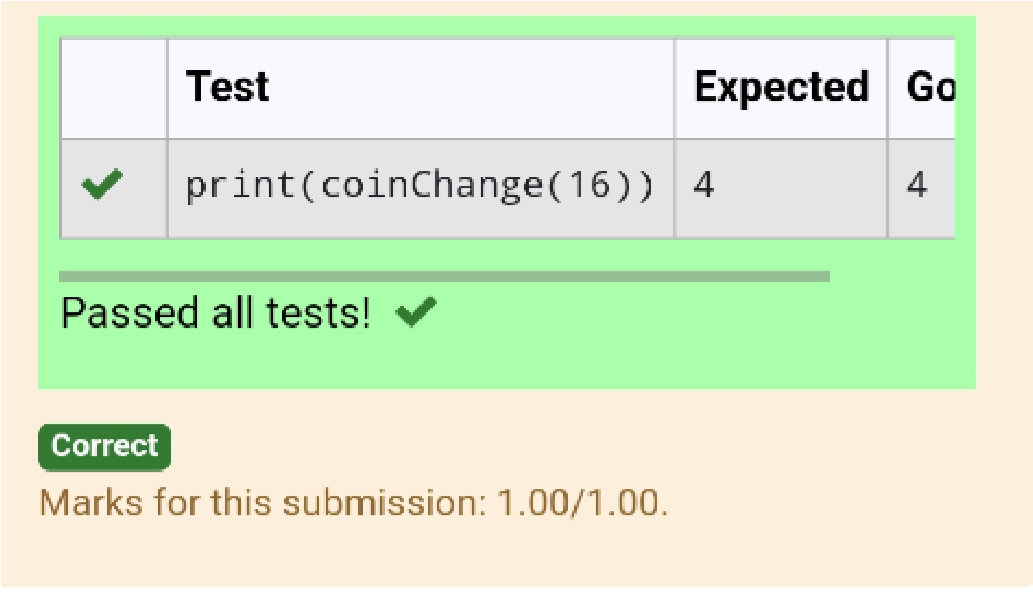 Test Expected Go
print(coinChange(16)) 4 4
Passed all tests!
Correct
Marks for this submission: 1.00/1.00.